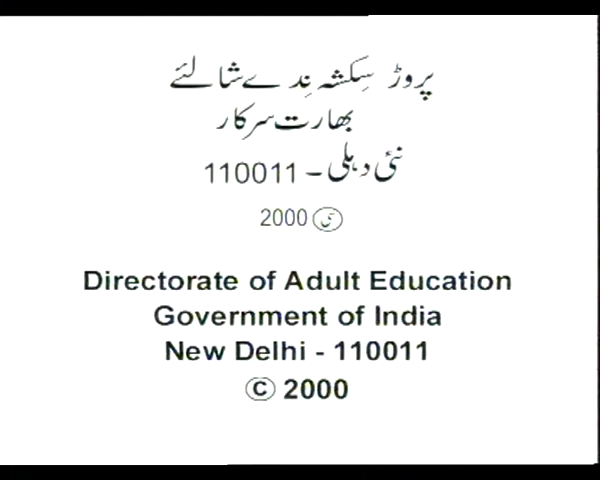 پروڑ سِکشہ نِدے شالئے
بھارت سرکار
نئی دہلی - 110011
2000 ©
Directorate of Adult Education
Government of India
New Delhi - 110011
© 2000